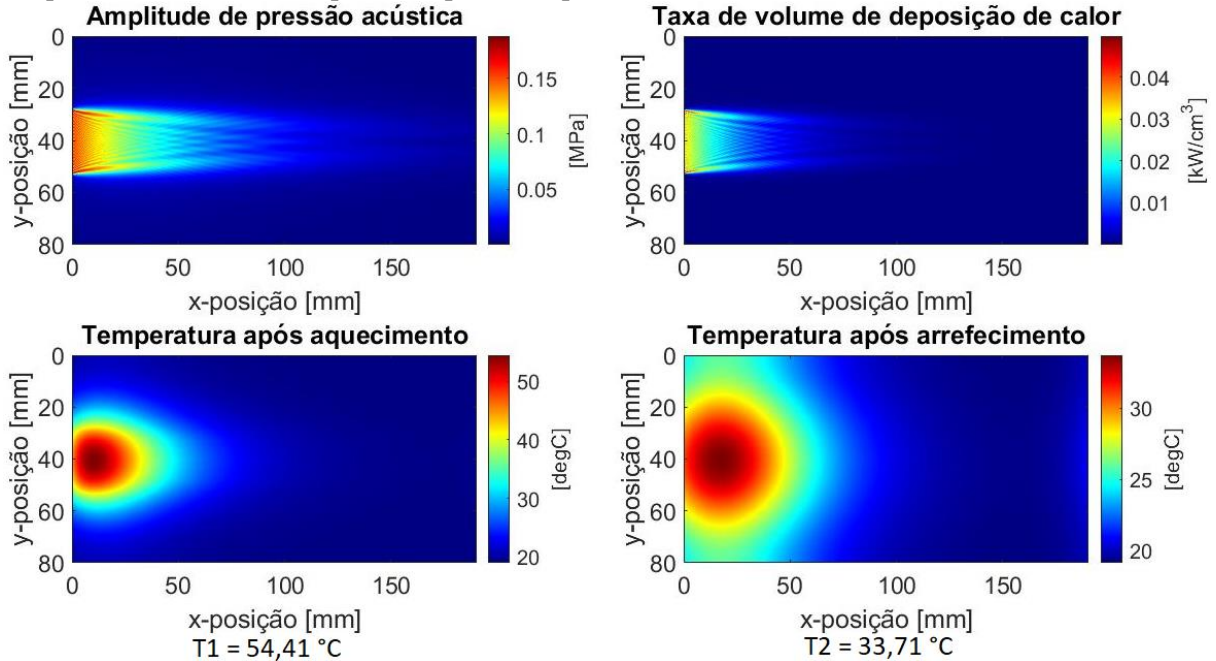 Amplitude de pressão acústica
0
20
40
60
80
y-posição [mm]
0 50 100 150
x-posição [mm]
0.15
0.1
0.05
[MPa]
Taxa de volume de deposição de calor
0
20
40
60
80
y-posição [mm]
0 50 100 150
x-posição [mm]
0.04
0.03
0.02
0.01
[kW/cm³]
Temperatura após aquecimento
0
20
40
60
80
y-posição [mm]
0 50 100 150
x-posição [mm]
50
40
30
20
[degC]
T1 = 54,41 °C
Temperatura após arrefecimento
0
20
40
60
80
y-posição [mm]
0 50 100 150
x-posição [mm]
30
25
20
[degC]
T2 = 33,71 °C